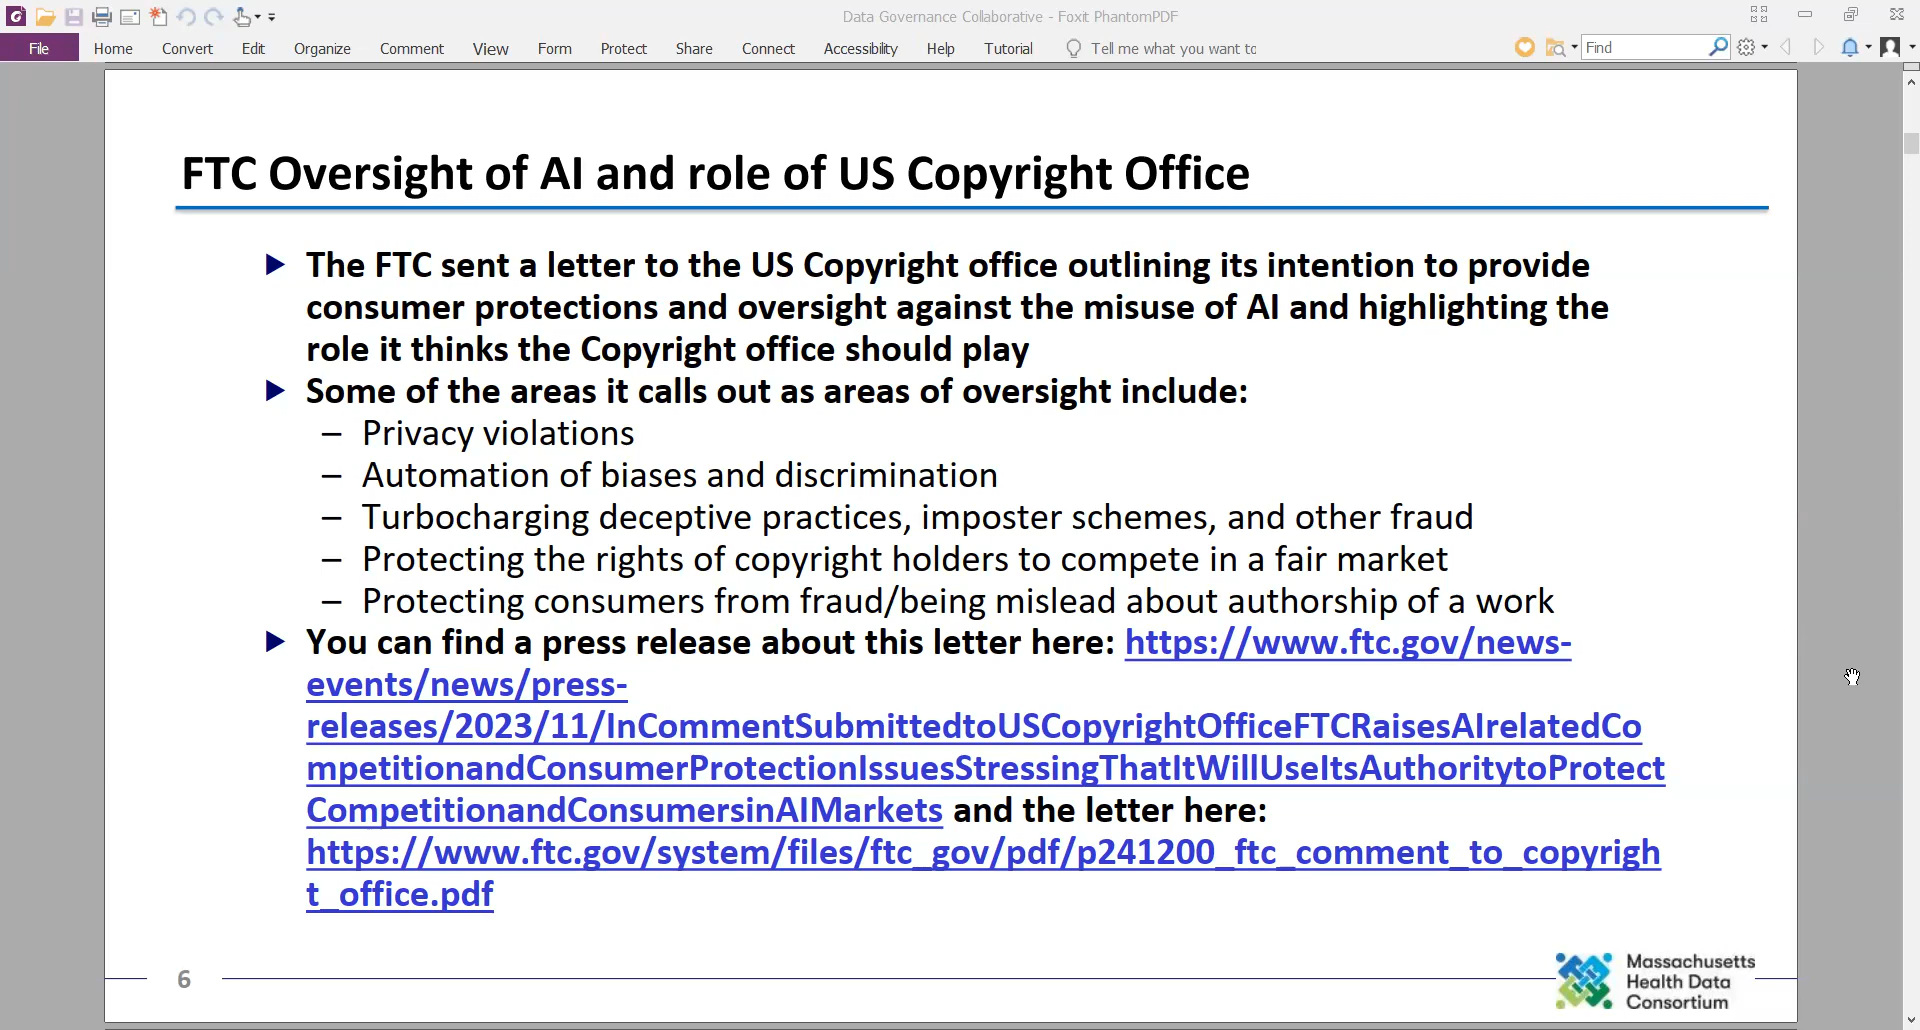 Data Governance Collaborative - Foxit PhantomPDF
File Home Convert Edit Organize Comment View Form Protect Share Connect Accessibility Help Tutorial Tell me what you want to Find
FTC Oversight of AI and role of US Copyright Office
The FTC sent a letter to the US Copyright office outlining its intention to provide
consumer protections and oversight against the misuse of AI and highlighting the
role it thinks the Copyright office should play
Some of the areas it calls out as areas of oversight include:
– Privacy violations
– Automation of biases and discrimination
– Turbocharging deceptive practices, imposter schemes, and other fraud
– Protecting the rights of copyright holders to compete in a fair market
– Protecting consumers from fraud/being mislead about authorship of a work
You can find a press release about this letter here: https://www.ftc.gov/news-
events/news/press-
releases/2023/11/InCommentSubmittedtoUSCopyrightOfficeFTCRaisesAIrelatedCo
mpetitionandConsumerProtectionIssuesStressingThatItWillUseItsAuthoritytoProtect
CompetitionandConsumersinAIMarkets and the letter here:
https://www.ftc.gov/system/files/ftc_gov/pdf/p241200_ftc_comment_to_copyrigh
t_office.pdf
6
Massachusetts
Health Data
Consortium